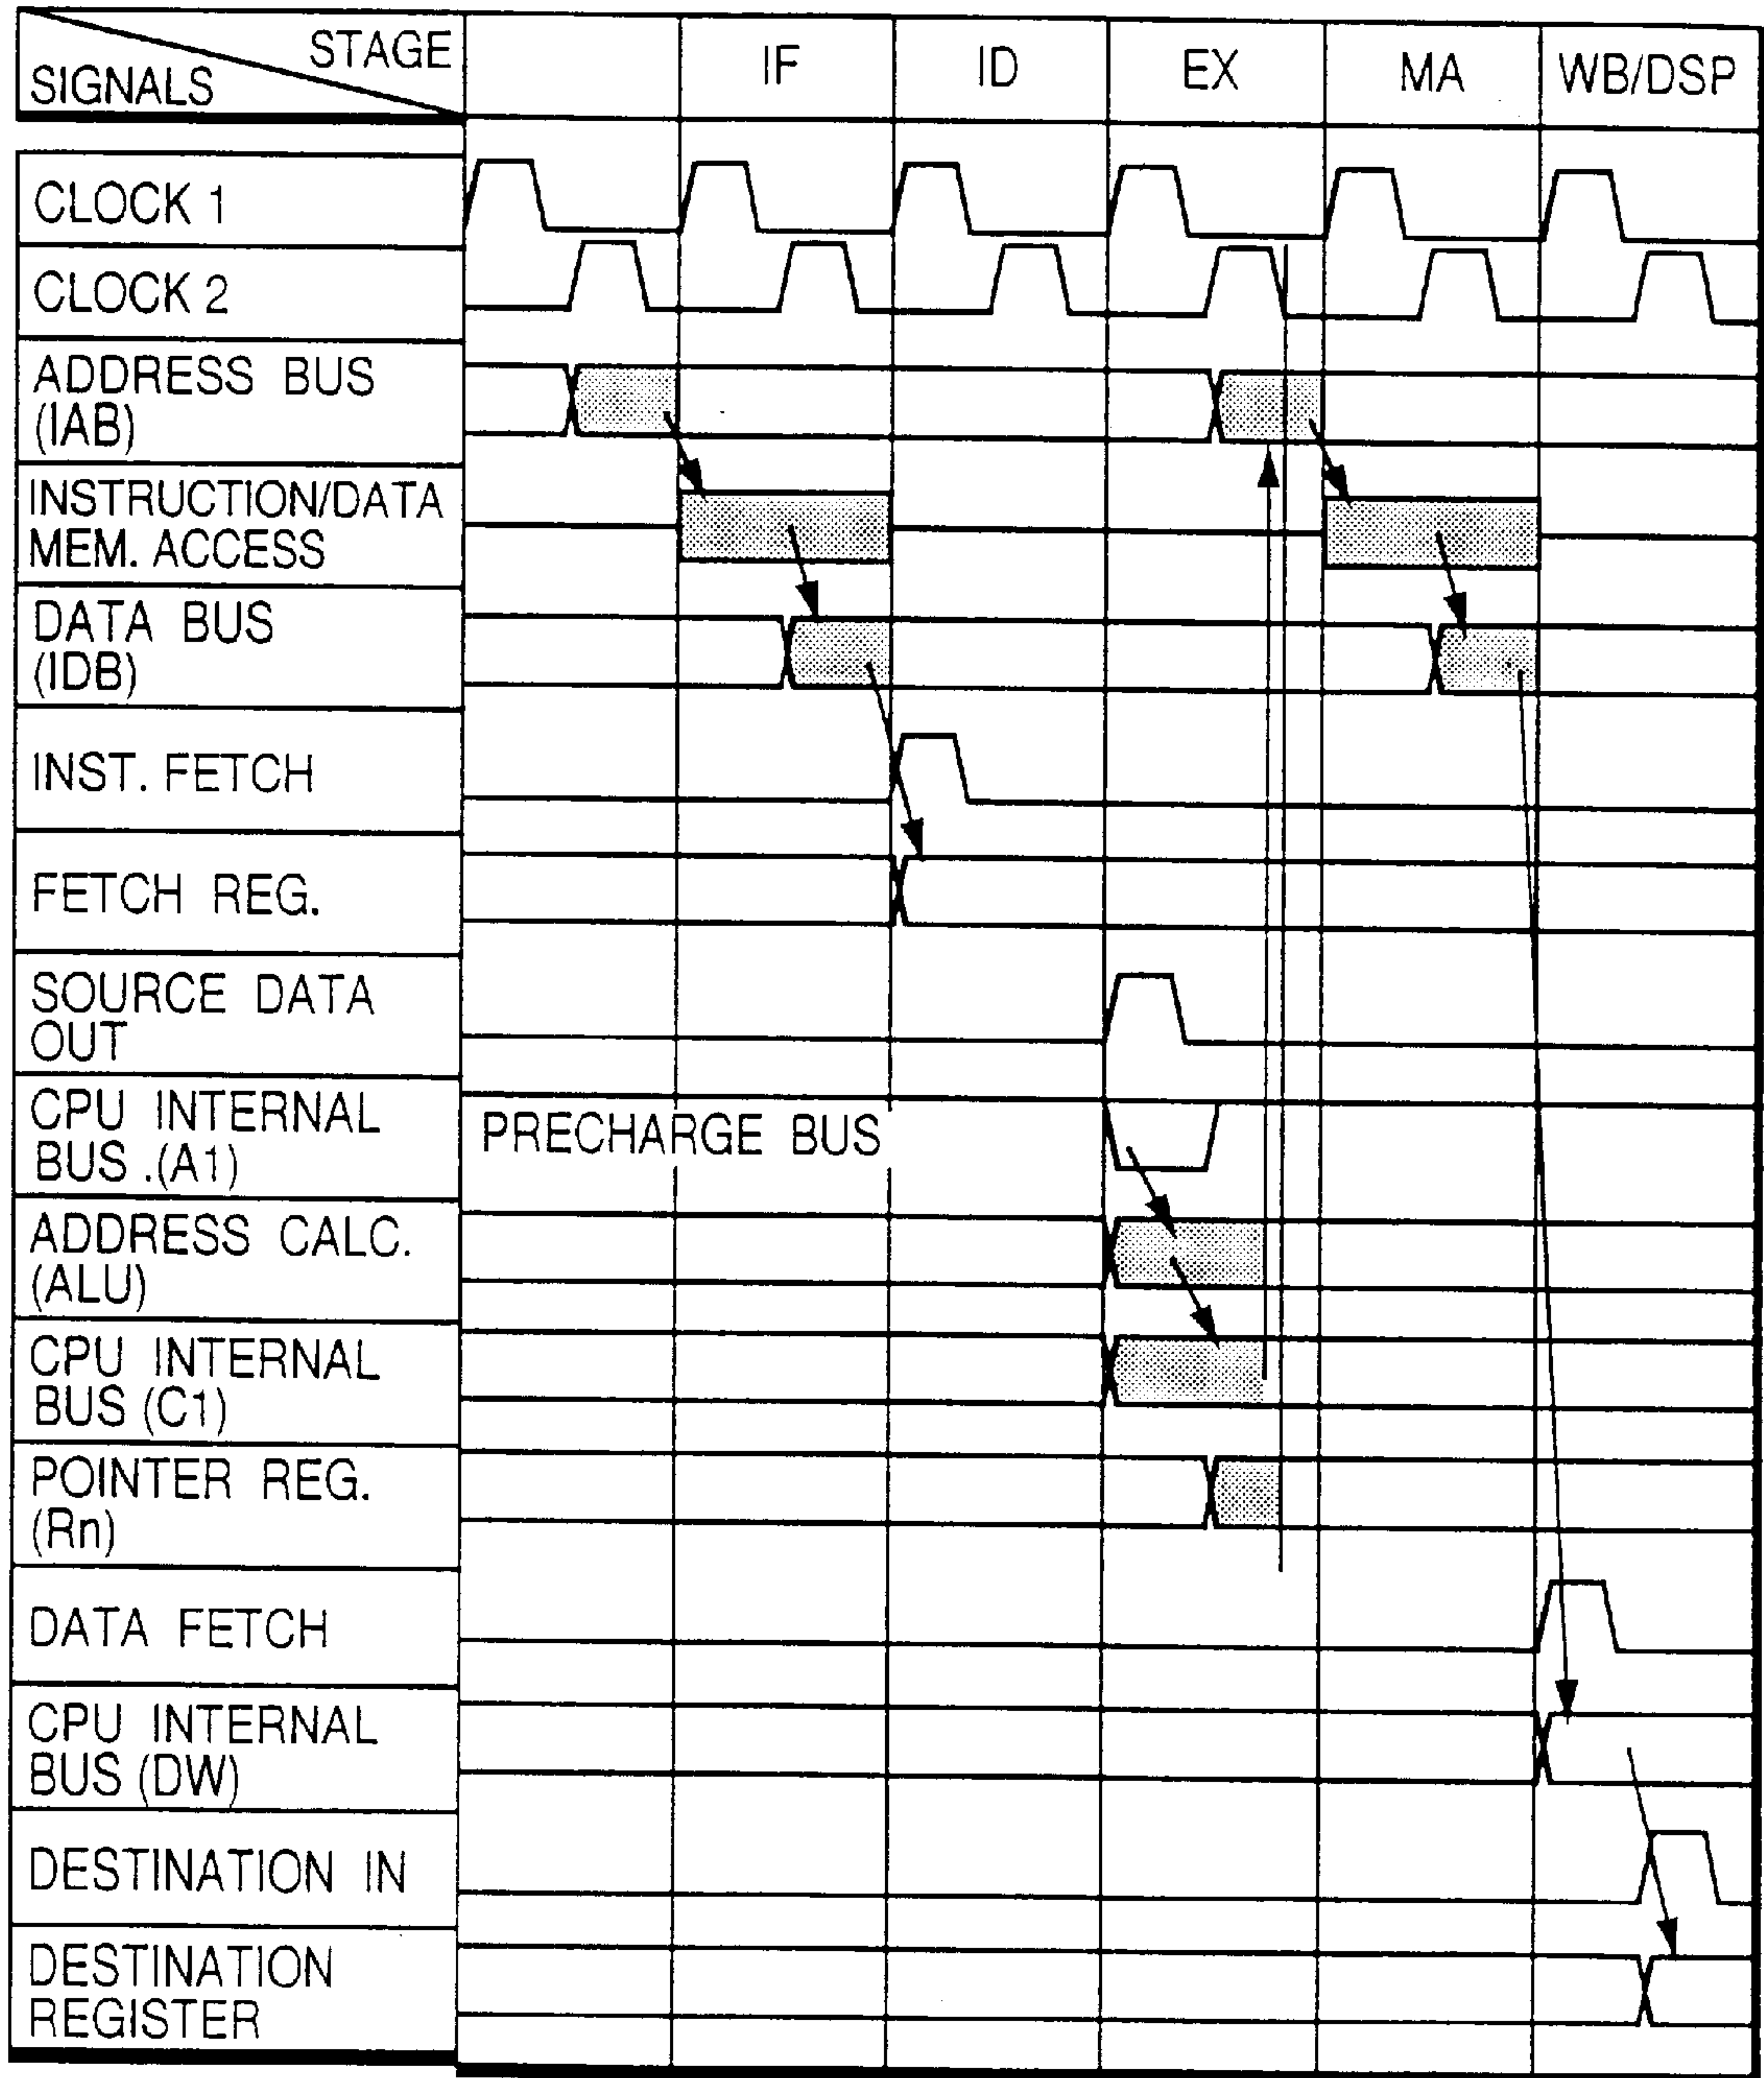 STAGE
SIGNALS
IF
ID
EX
MA
WB/DSP
CLOCK 1
CLOCK 2
ADDRESS BUS
(IAB)
INSTRUCTION/DATA
MEM. ACCESS
DATA BUS
(IDB)
INST. FETCH
FETCH REG.
SOURCE DATA
OUT
CPU INTERNAL
BUS .(A1)
PRECHARGE BUS
ADDRESS CALC.
(ALU)
CPU INTERNAL
BUS (C1)
POINTER REG.
(Rn)
DATA FETCH
CPU INTERNAL
BUS (DW)
DESTINATION IN
DESTINATION
REGISTER